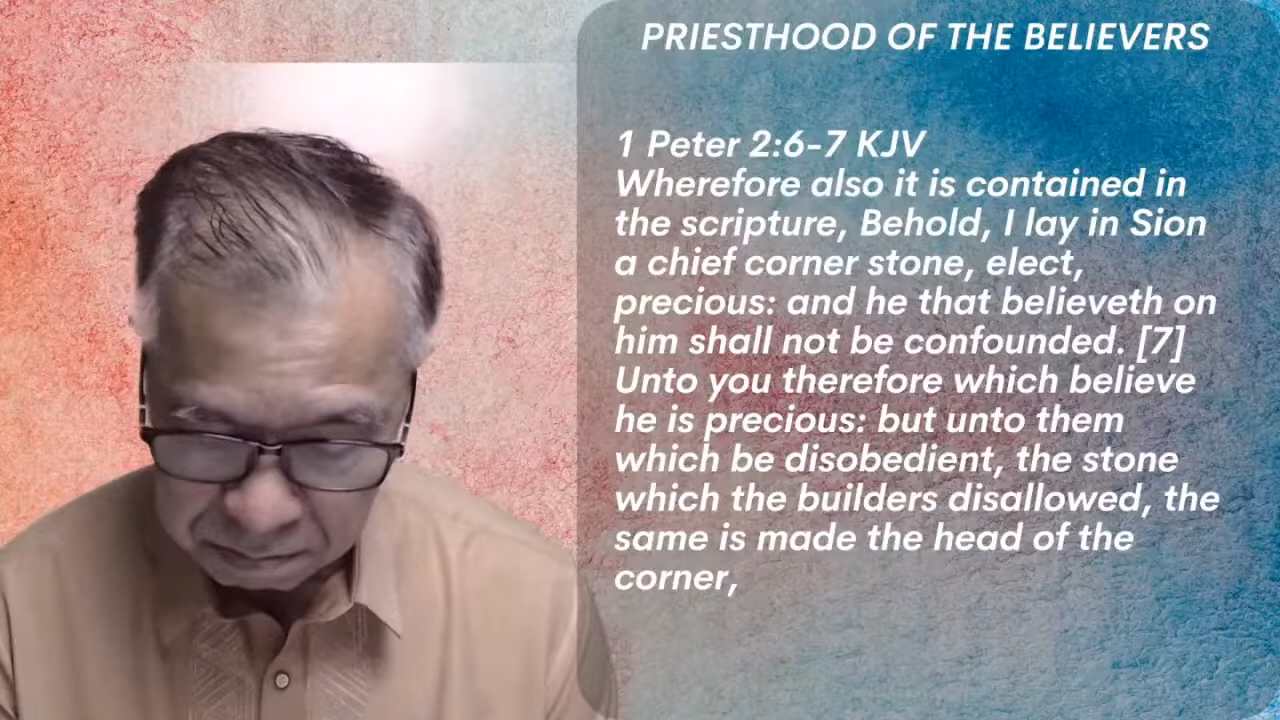 PRIESTHOOD OF THE BELIEVERS
1 Peter 2:6-7 KJV
Wherefore also it is contained in
the scripture, Behold, I lay in Sion
a chief corner stone, elect,
precious: and he that believeth on
him shall not be confounded. [7]
Unto you therefore which believe
he is precious: but unto them
which be disobedient, the stone
which the builders disallowed, the
same is made the head of the
corner,